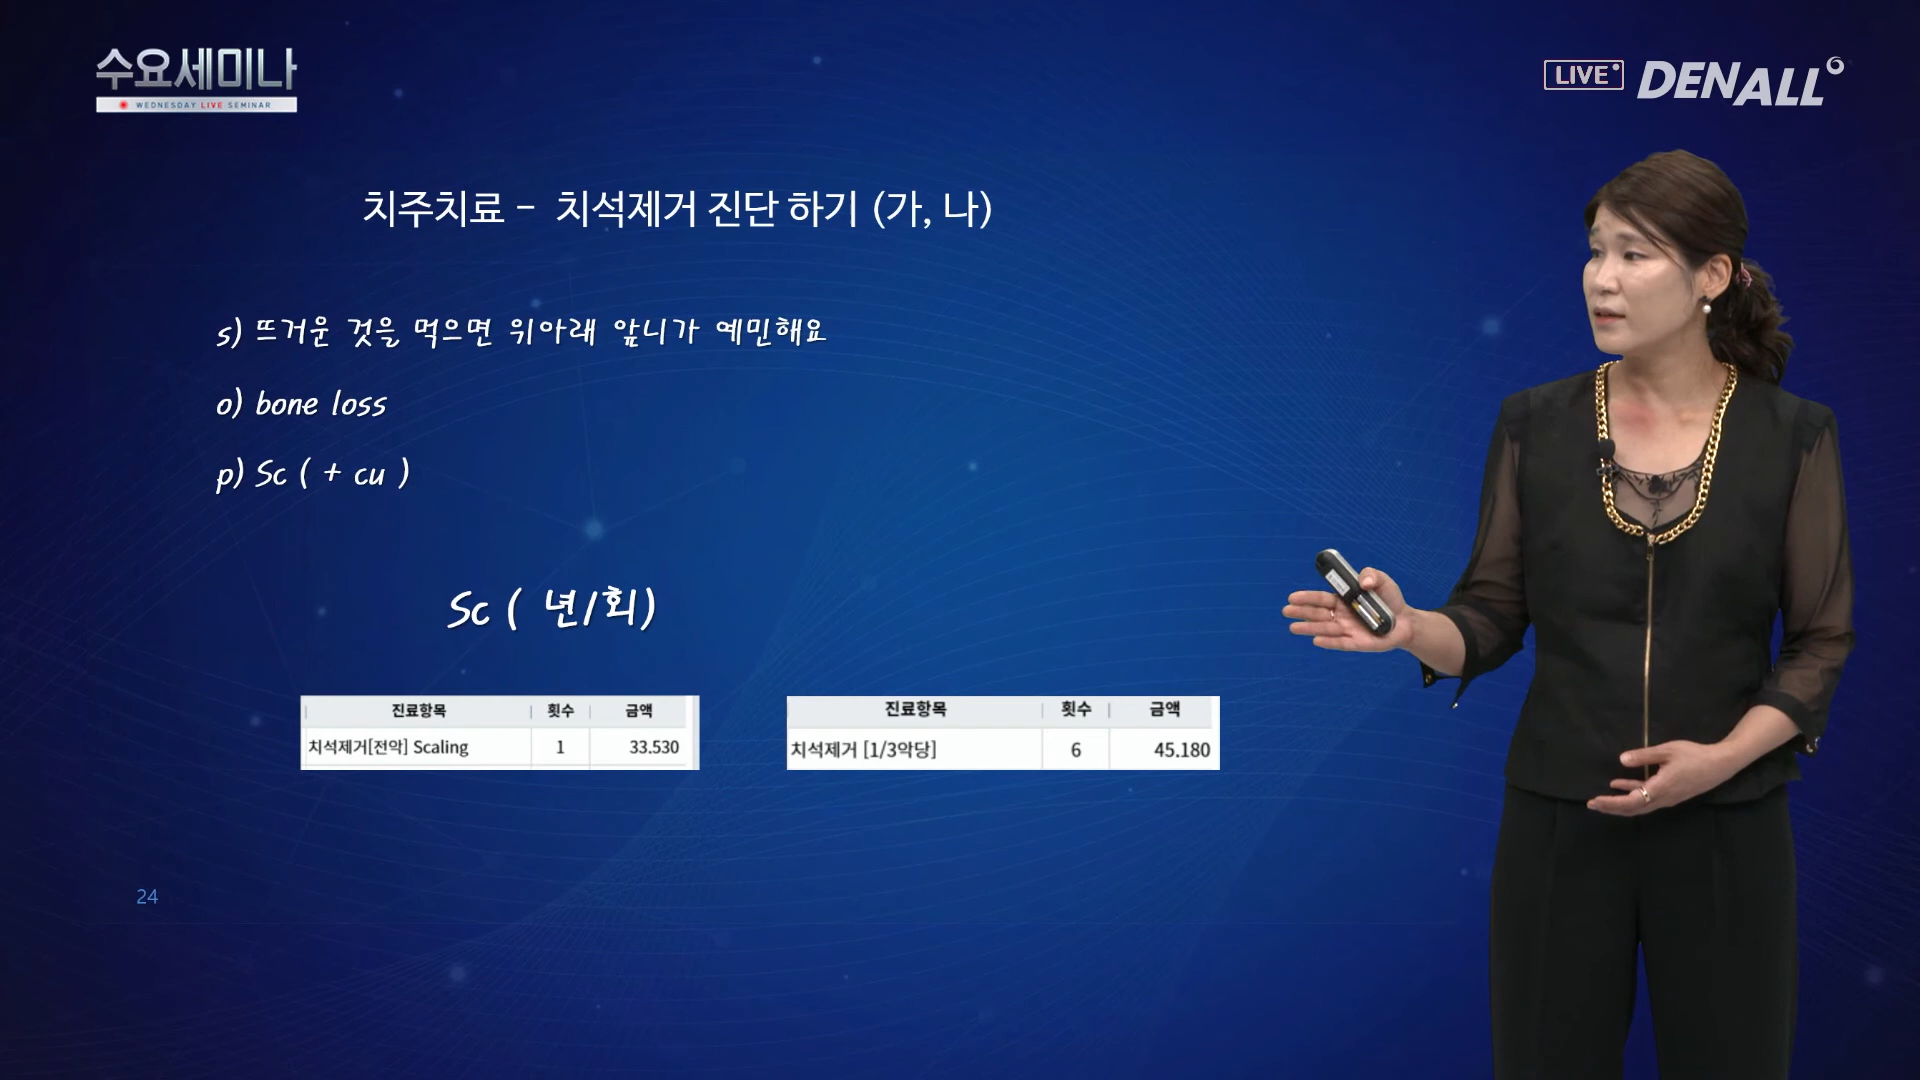 수요세미나
WEDNESDAY LIVE SEMINAR
LIVE DENALL
치주치료 - 치석제거 진단 하기 (가, 나)
s) 뜨거운 것을 먹으면 위아래 앞니가 예민해요
o) bone loss
p) Sc ( + cu )
Sc ( 년/회)
진료항목 횟수 금액
치석제거[전악] Scaling 1 33.530
진료항목 횟수 금액
치석제거 [1/3악당] 6 45.180
24